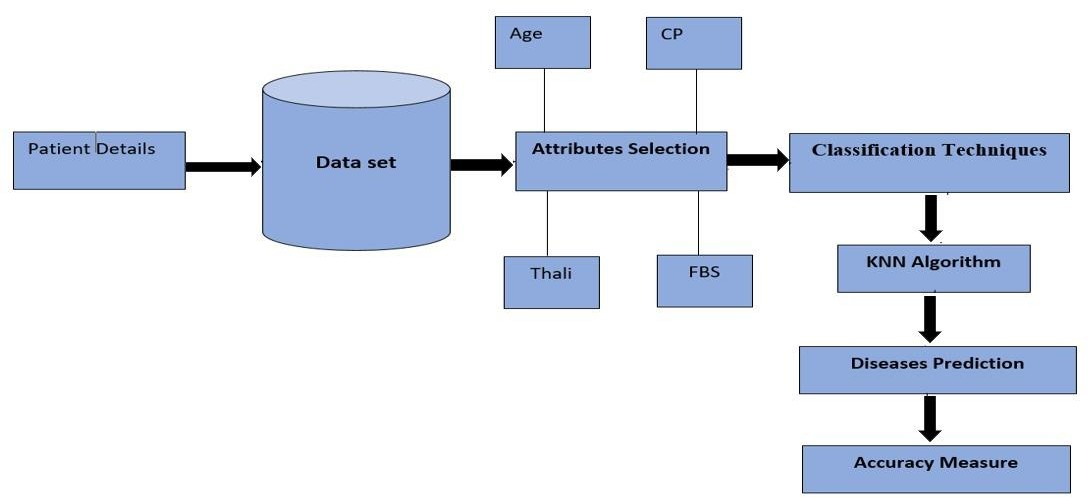 Age
CP
Patient Details
Data set
Attributes Selection
Classification Techniques
Thali
FBS
KNN Algorithm
Diseases Prediction
Accuracy Measure